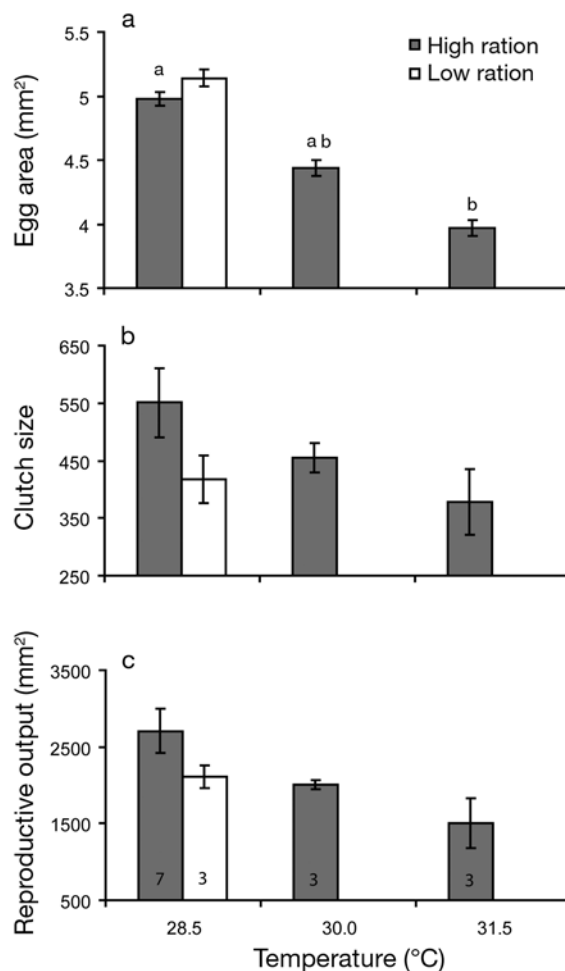 a
High ration
Low ration
Egg area (mm²)
5.5
5
4.5
4
3.5
a
a b
b
b
Clutch size
650
550
450
350
250
c
Reproductive output (mm²)
3500
2500
1500
500
7
3
3
3
28.5
30.0
31.5
Temperature (°C)